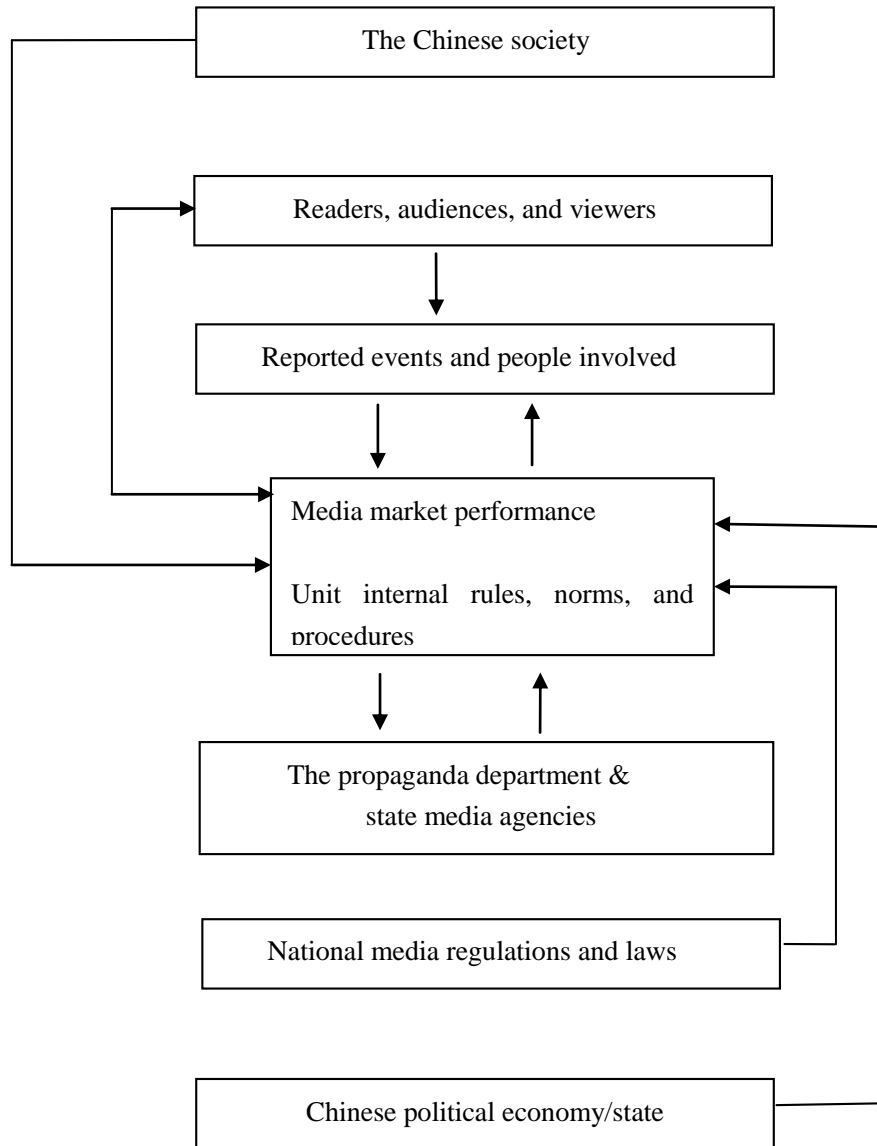 The Chinese society
Readers, audiences, and viewers
Reported events and people involved
Media market performance
Unit internal rules, norms, and
procedures
The propaganda department &
state media agencies
National media regulations and laws
Chinese political economy/state